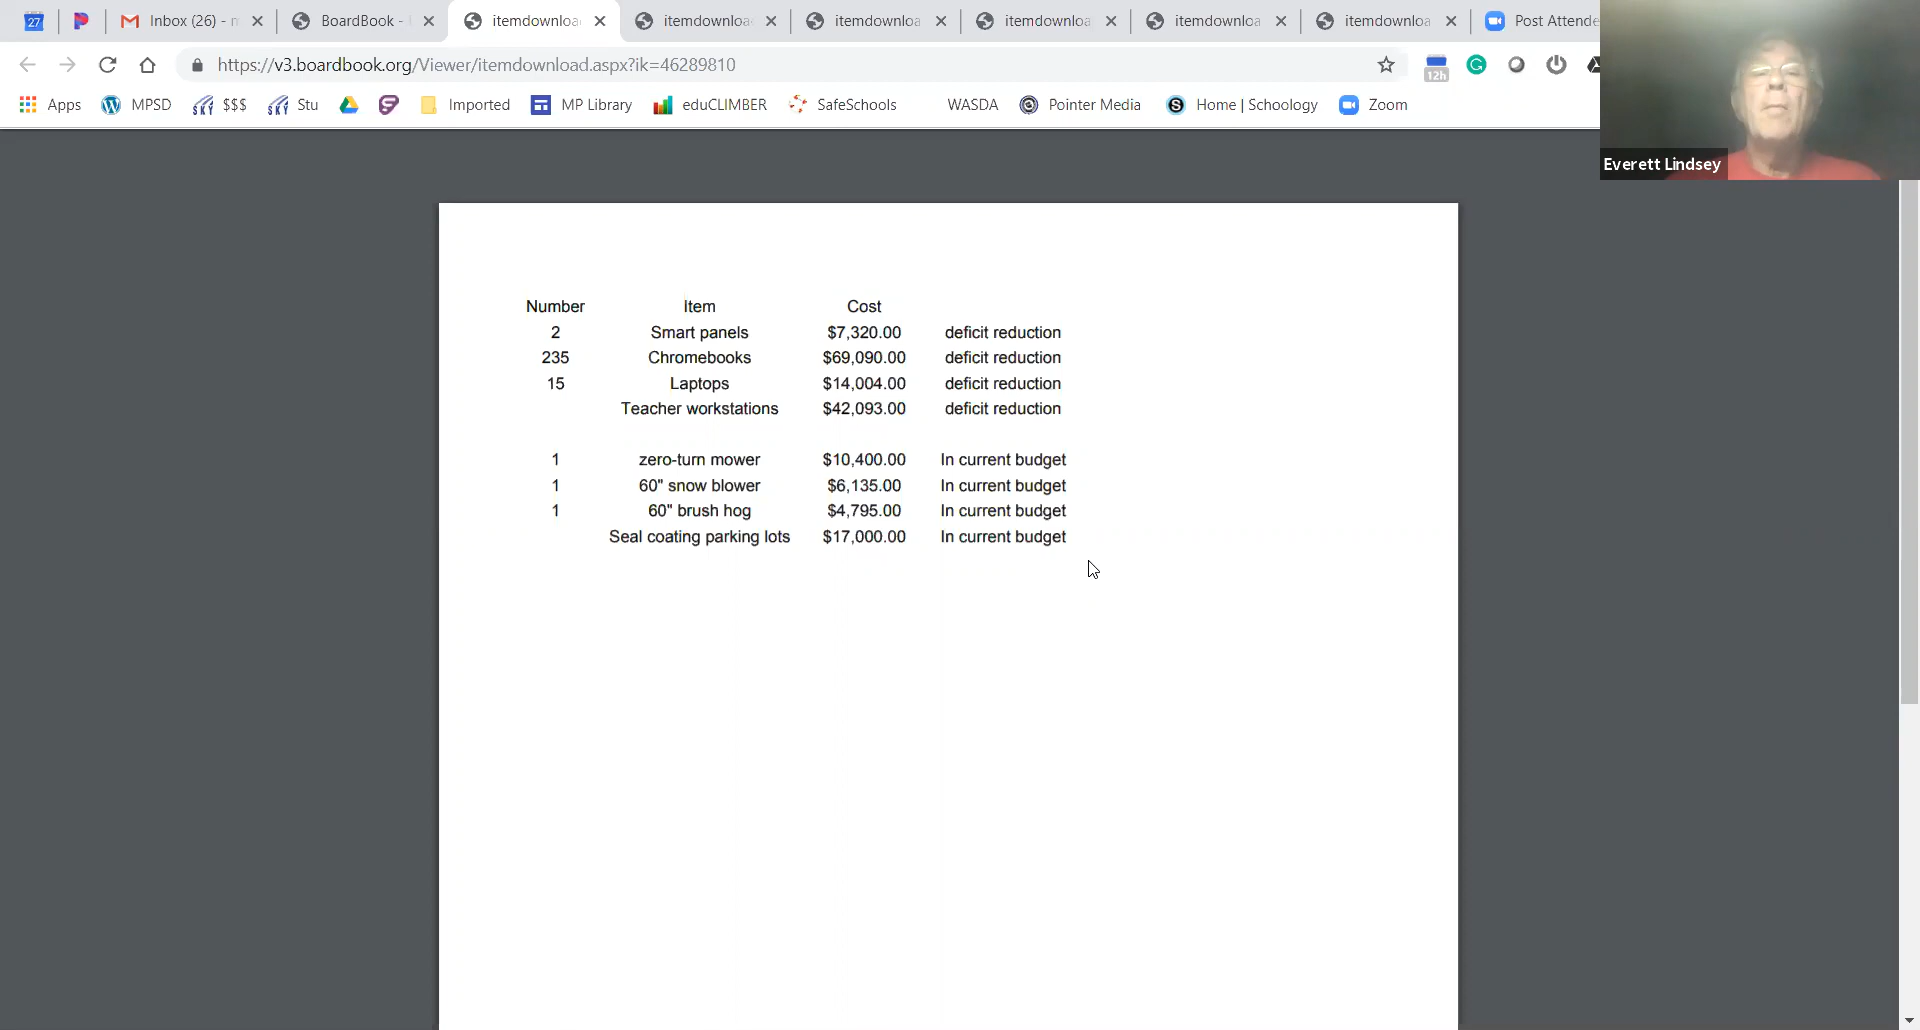 27 Inbox (26) - BoardBook - itemdownloa itemdownloa itemdownloa itemdownloa itemdownloa itemdownloa Post Attende
https://v3.boardbook.org/Viewer/itemdownload.aspx?ik=46289810 12h
Apps MPSD $$$ Stu Imported MP Library eduCLIMBER SafeSchools WASDA Pointer Media Home | Schoology Zoom
Everett Lindsey
Number Item Cost
2 Smart panels $7,320.00 deficit reduction
235 Chromebooks $69,090.00 deficit reduction
15 Laptops $14,004.00 deficit reduction
Teacher workstations $42,093.00 deficit reduction
1 zero-turn mower $10,400.00 In current budget
1 60" snow blower $6,135.00 In current budget
1 60" brush hog $4,795.00 In current budget
Seal coating parking lots $17,000.00 In current budget